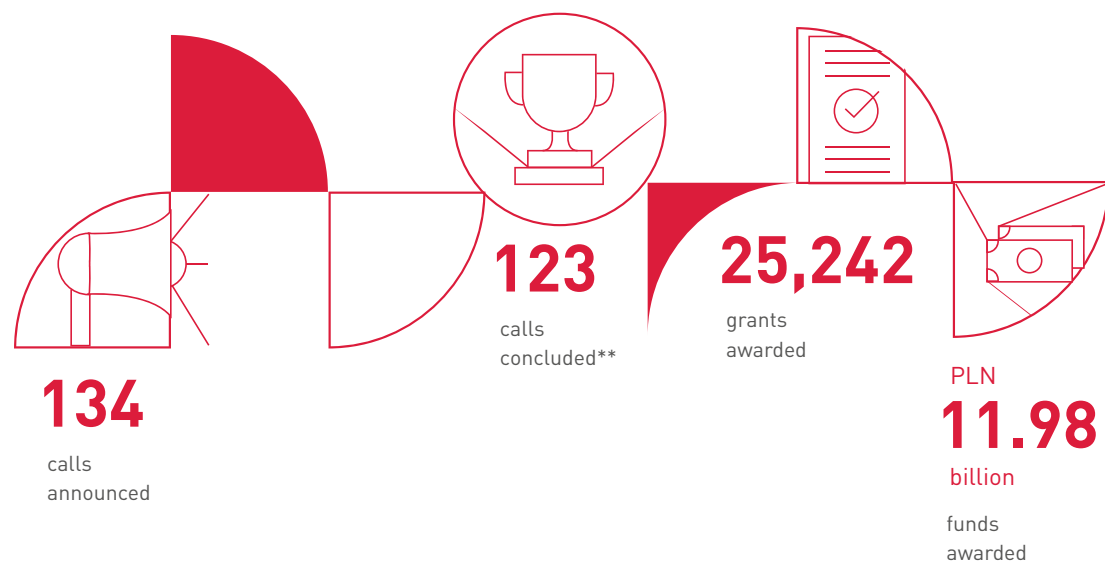 134
calls
announced
123
calls
concluded**
25,242
grants
awarded
PLN
11.98
billion
funds
awarded